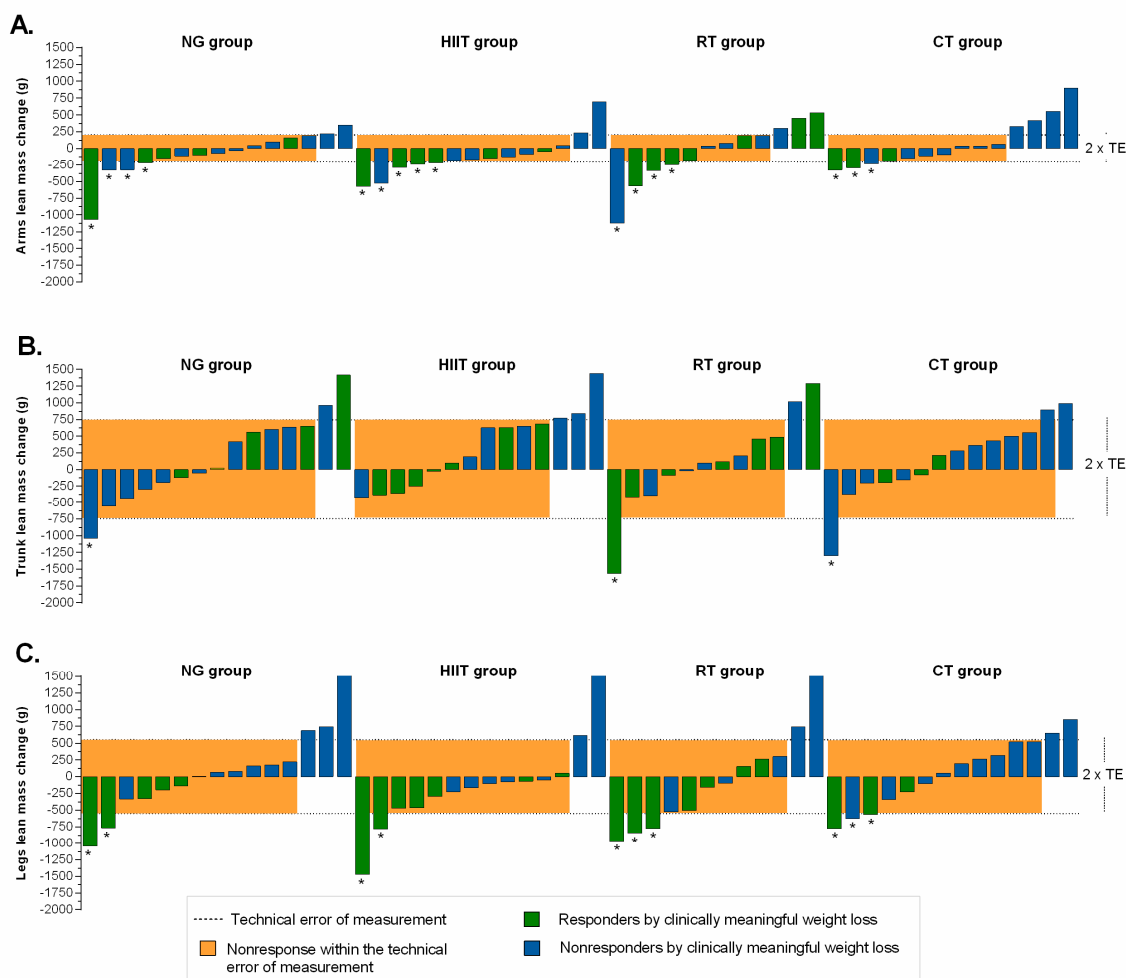 A.
NG group
HIIT group
RT group
CT group
Arms lean mass change (g)
1500
1250
1000
750
500
250
0
-250
-500
-750
-1000
-1250
-1500
-1750
-2000
2 x TE
* * * *
* * * * *
* * * *
* * *
B.
NG group
HIIT group
RT group
CT group
Trunk lean mass change (g)
1500
1250
1000
750
500
250
0
-250
-500
-750
-1000
-1250
-1500
-1750
-2000
2 x TE
*
*
*
C.
NG group
HIIT group
RT group
CT group
Legs lean mass change (g)
1500
1250
1000
750
500
250
0
-250
-500
-750
-1000
-1250
-1500
-1750
-2000
2 x TE
* *
* *
* * *
* * *
Technical error of measurement
Nonresponse within the technical
error of measurement
Responders by clinically meaningful weight loss
Nonresponders by clinically meaningful weight loss